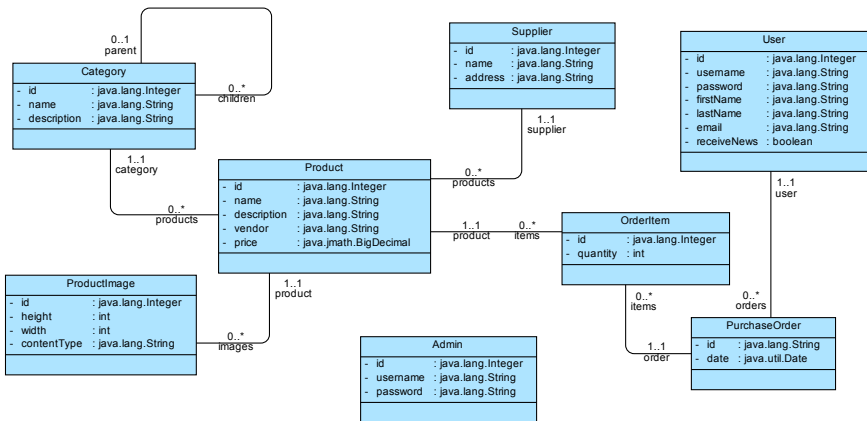 0..1
parent
Category
- id : java.lang.Integer
- name : java.lang.String
- description : java.lang.String
0..*
children
1..1
category
0..*
products
Supplier
- id : java.lang.Integer
- name : java.lang.String
- address : java.lang.String
1..1
supplier
0..*
products
User
- id : java.lang.Integer
- username : java.lang.String
- password : java.lang.String
- firstName : java.lang.String
- lastName : java.lang.String
- email : java.lang.String
- receiveNews : boolean
1..1
user
0..*
orders
Product
- id : java.lang.Integer
- name : java.lang.String
- description : java.lang.String
- vendor : java.lang.String
- price : java.jmath.BigDecimal
1..1
product
0..*
items
OrderItem
- id : java.lang.Integer
- quantity : int
0..*
items
1..1
order
ProductImage
- id : java.lang.Integer
- height : int
- width : int
- contentType : java.lang.String
1..1
product
0..*
images
Admin
- id : java.lang.Integer
- username : java.lang.String
- password : java.lang.String
PurchaseOrder
- id : java.lang.String
- date : java.util.Date